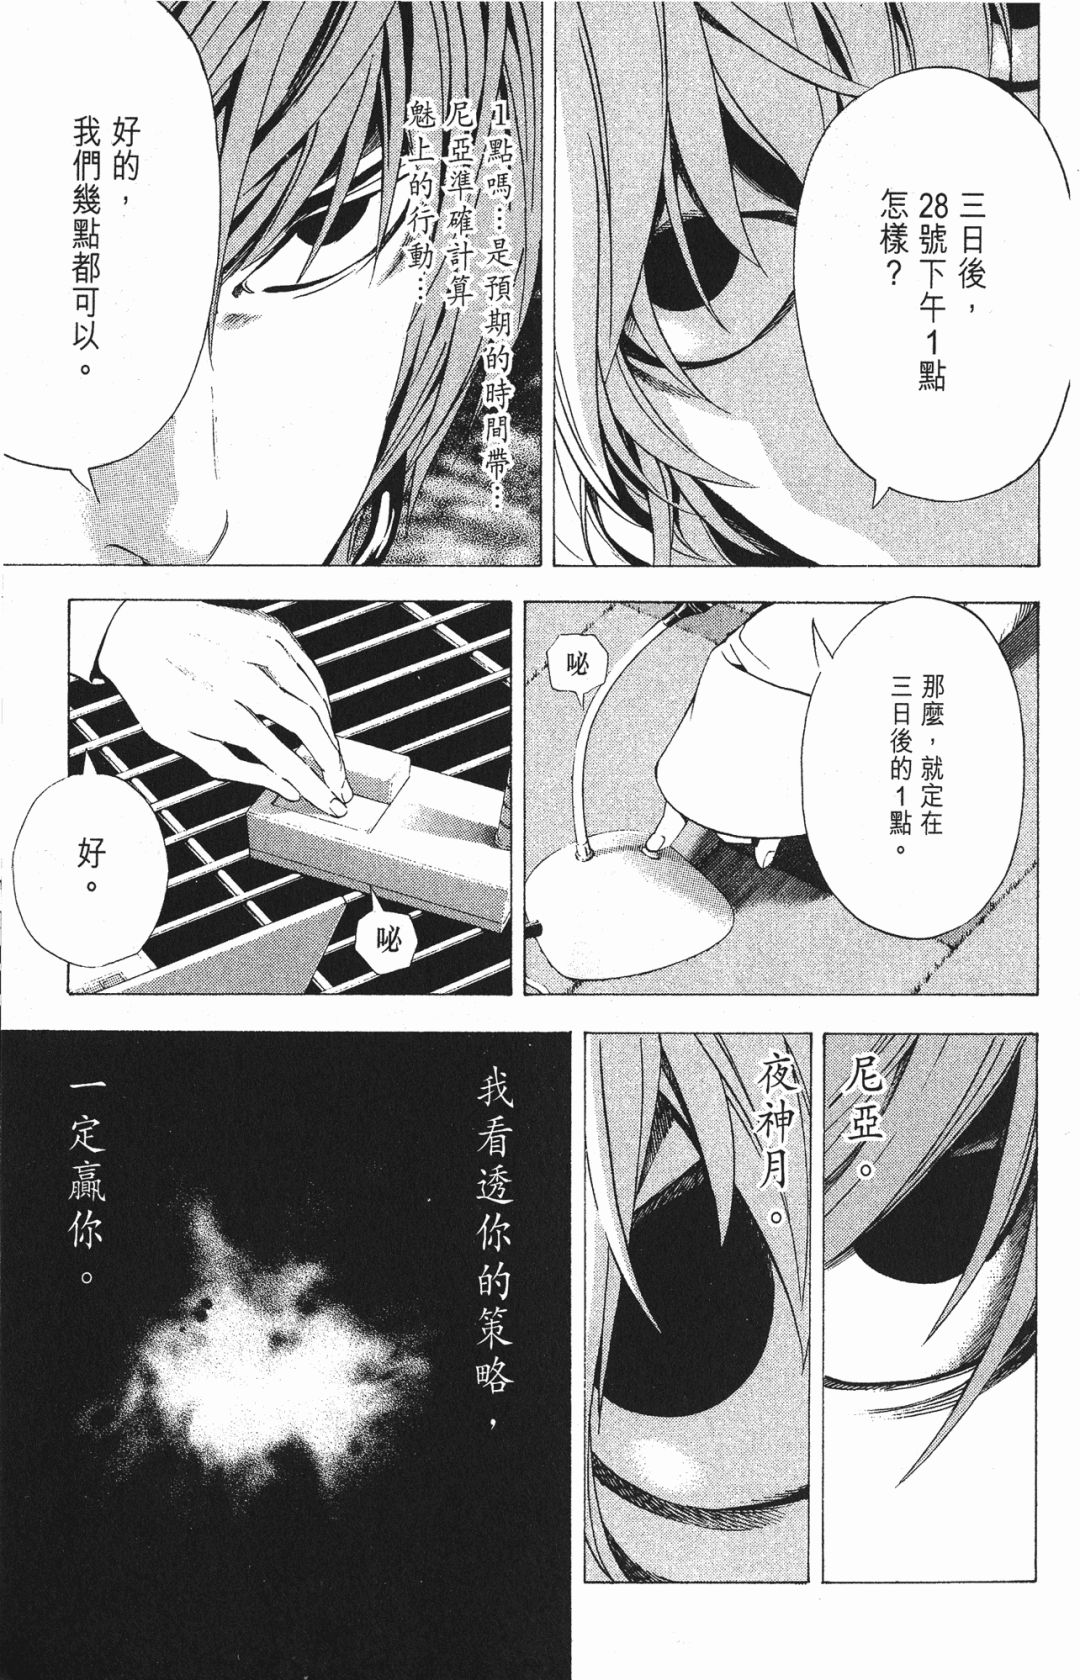 三日後，
28號下午1點
怎樣？
1點嗎…是預期的時間帶…
尼亞準確計算
魅上的行動…
好的，
我們幾點都可以。
那麼，就定在
三日後的1點。
咇
咇
好。
尼亞。
夜神月。
我看透你的策略，
一定贏你。